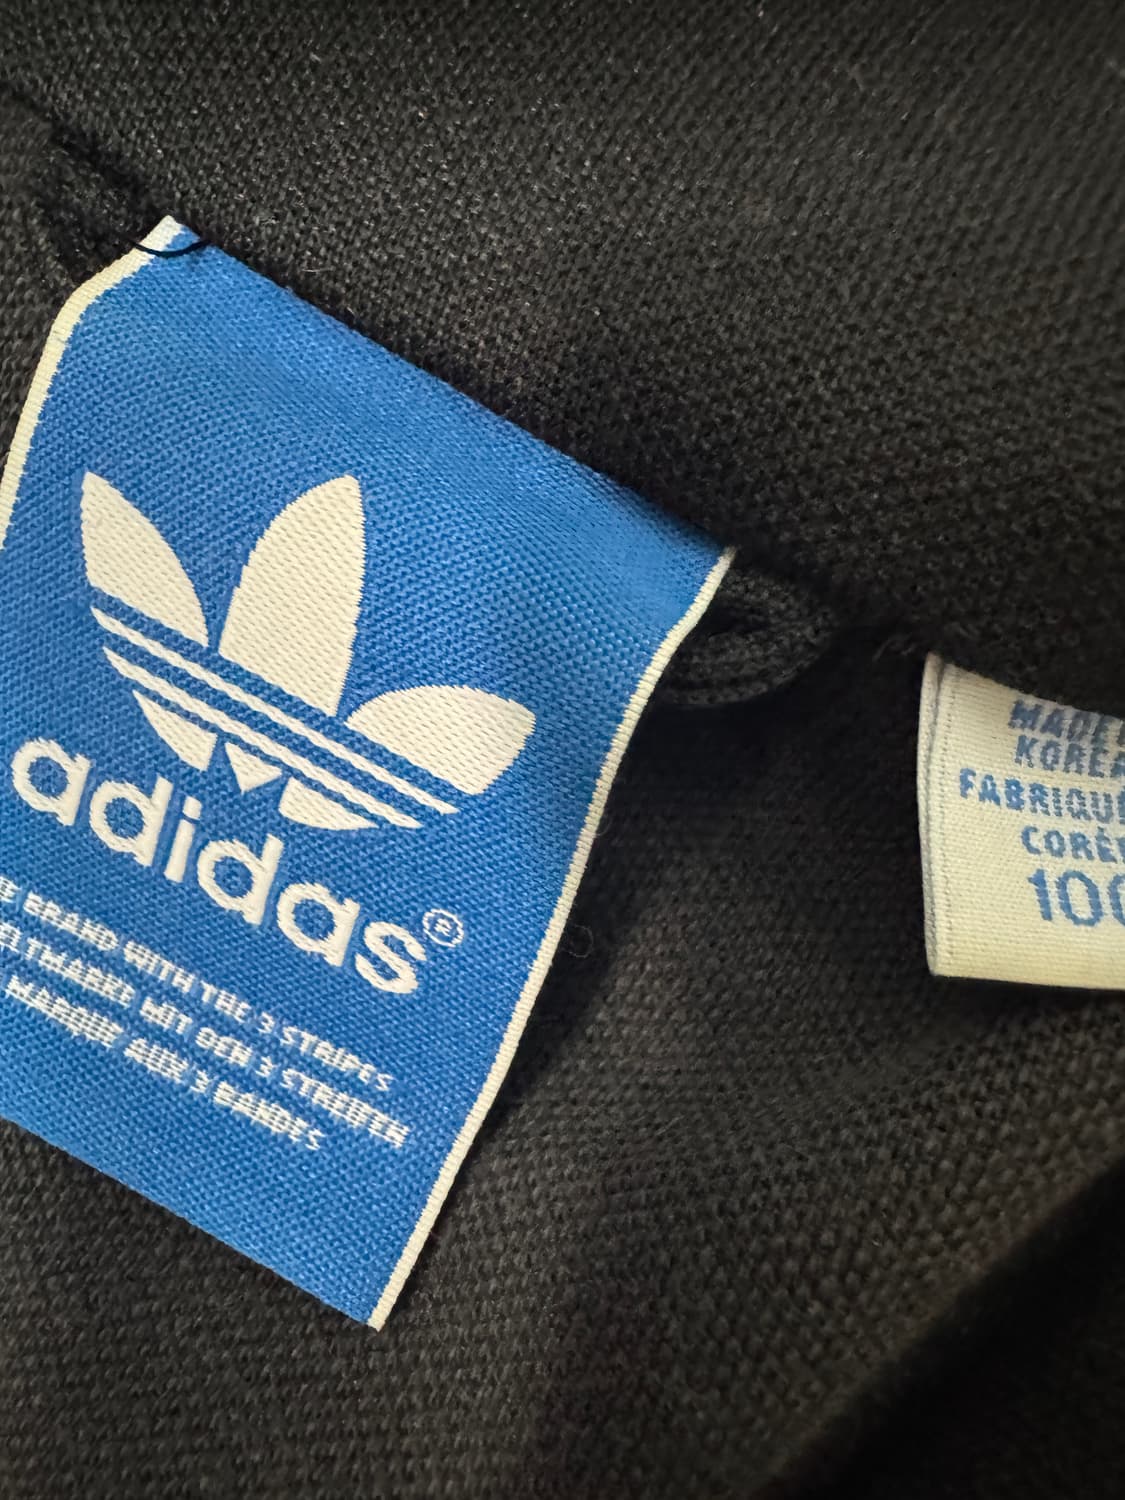 adidas®
BRAND WITH THE 3 STRIPES
MIT DEN 3 STREIFEN
MARQUE AUX 3 BANDES
MADE
KOREA
FABRIQUÉ
CORÉE
100